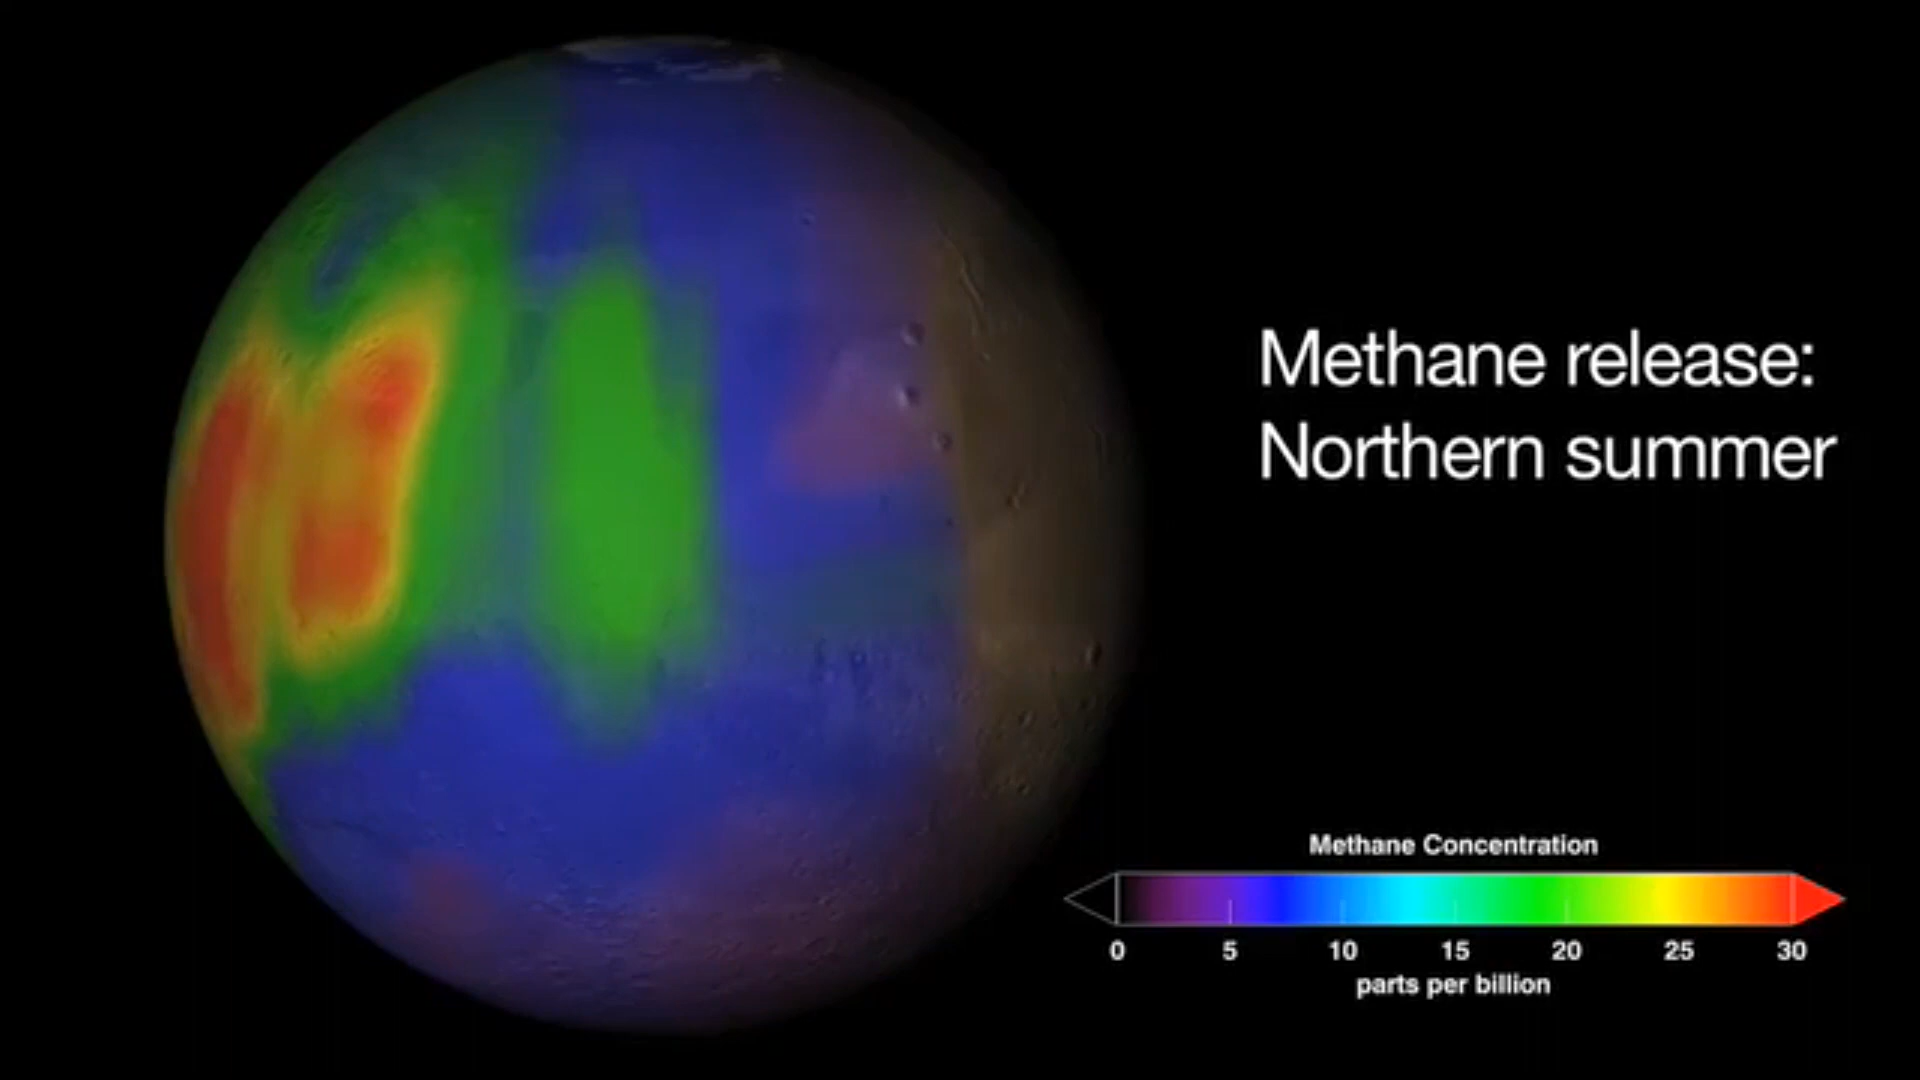 Methane release:
Northern summer
Methane Concentration
0 5 10 15 20 25 30
parts per billion